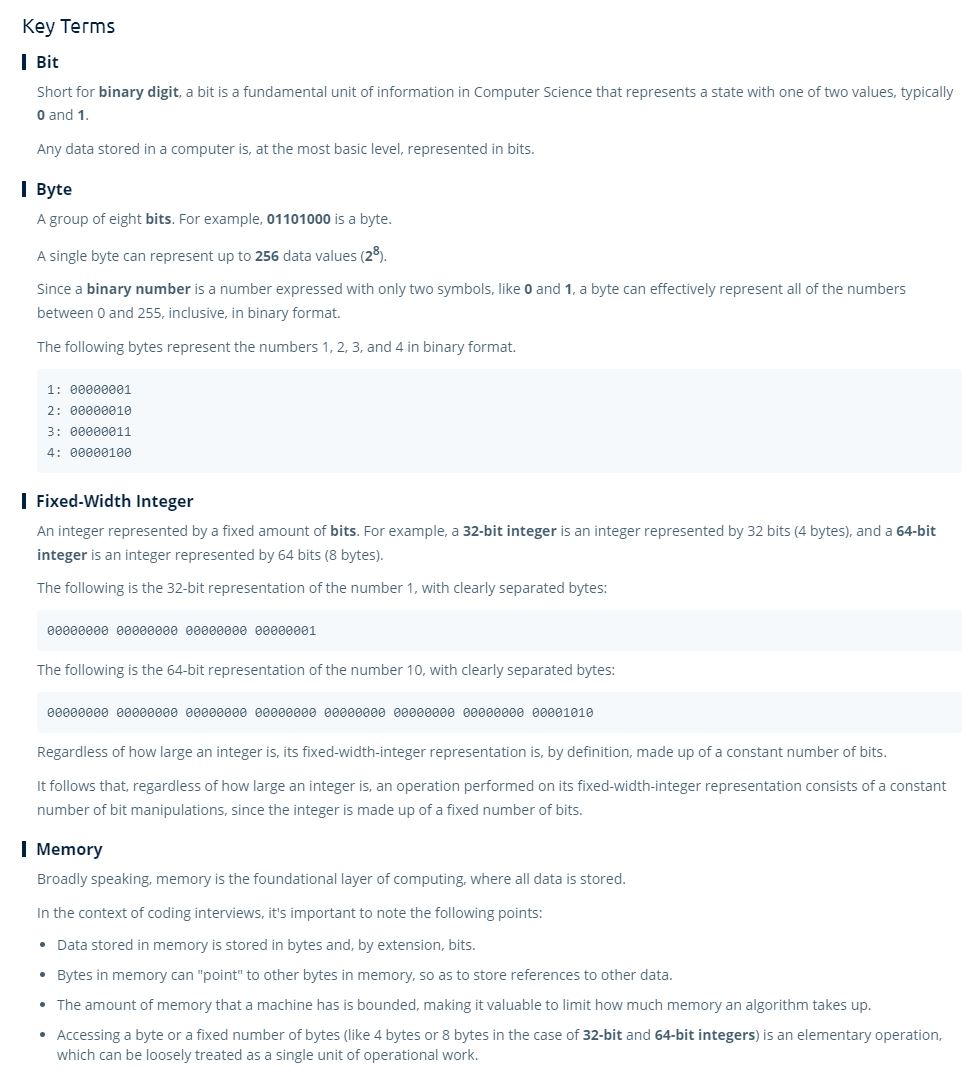 Key Terms
Bit
Short for binary digit, a bit is a fundamental unit of information in Computer Science that represents a state with one of two values, typically
0 and 1.
Any data stored in a computer is, at the most basic level, represented in bits.
Byte
A group of eight bits. For example, 01101000 is a byte.
A single byte can represent up to 256 data values (2⁸).
Since a binary number is a number expressed with only two symbols, like 0 and 1, a byte can effectively represent all of the numbers
between 0 and 255, inclusive, in binary format.
The following bytes represent the numbers 1, 2, 3, and 4 in binary format.
1: 00000001
2: 00000010
3: 00000011
4: 00000100
Fixed-Width Integer
An integer represented by a fixed amount of bits. For example, a 32-bit integer is an integer represented by 32 bits (4 bytes), and a 64-bit
integer is an integer represented by 64 bits (8 bytes).
The following is the 32-bit representation of the number 1, with clearly separated bytes:
00000000 00000000 00000000 00000001
The following is the 64-bit representation of the number 10, with clearly separated bytes:
00000000 00000000 00000000 00000000 00000000 00000000 00000000 00001010
Regardless of how large an integer is, its fixed-width-integer representation is, by definition, made up of a constant number of bits.
It follows that, regardless of how large an integer is, an operation performed on its fixed-width-integer representation consists of a constant
number of bit manipulations, since the integer is made up of a fixed number of bits.
Memory
Broadly speaking, memory is the foundational layer of computing, where all data is stored.
In the context of coding interviews, it's important to note the following points:
• Data stored in memory is stored in bytes and, by extension, bits.
• Bytes in memory can "point" to other bytes in memory, so as to store references to other data.
• The amount of memory that a machine has is bounded, making it valuable to limit how much memory an algorithm takes up.
• Accessing a byte or a fixed number of bytes (like 4 bytes or 8 bytes in the case of 32-bit and 64-bit integers) is an elementary operation,
which can be loosely treated as a single unit of operational work.